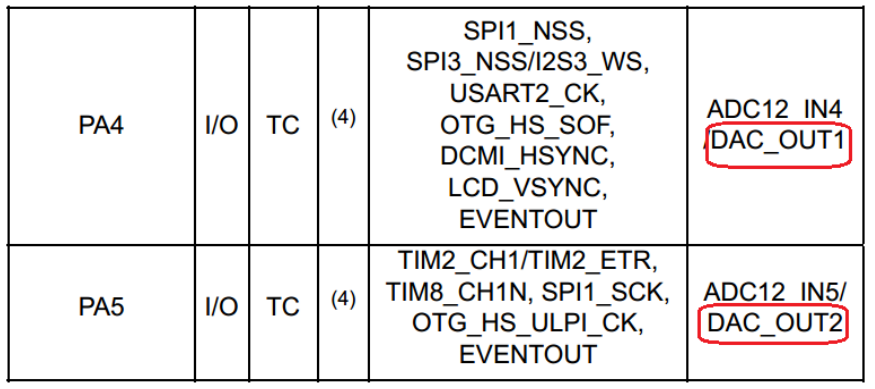 PA4
I/O
TC
(4)
SPI1_NSS,
SPI3_NSS/I2S3_WS,
USART2_CK,
OTG_HS_SOF,
DCMI_HSYNC,
LCD_VSYNC,
EVENTOUT
ADC12_IN4
/DAC_OUT1
PA5
I/O
TC
(4)
TIM2_CH1/TIM2_ETR,
TIM8_CH1N, SPI1_SCK,
OTG_HS_ULPI_CK,
EVENTOUT
ADC12_IN5/
DAC_OUT2